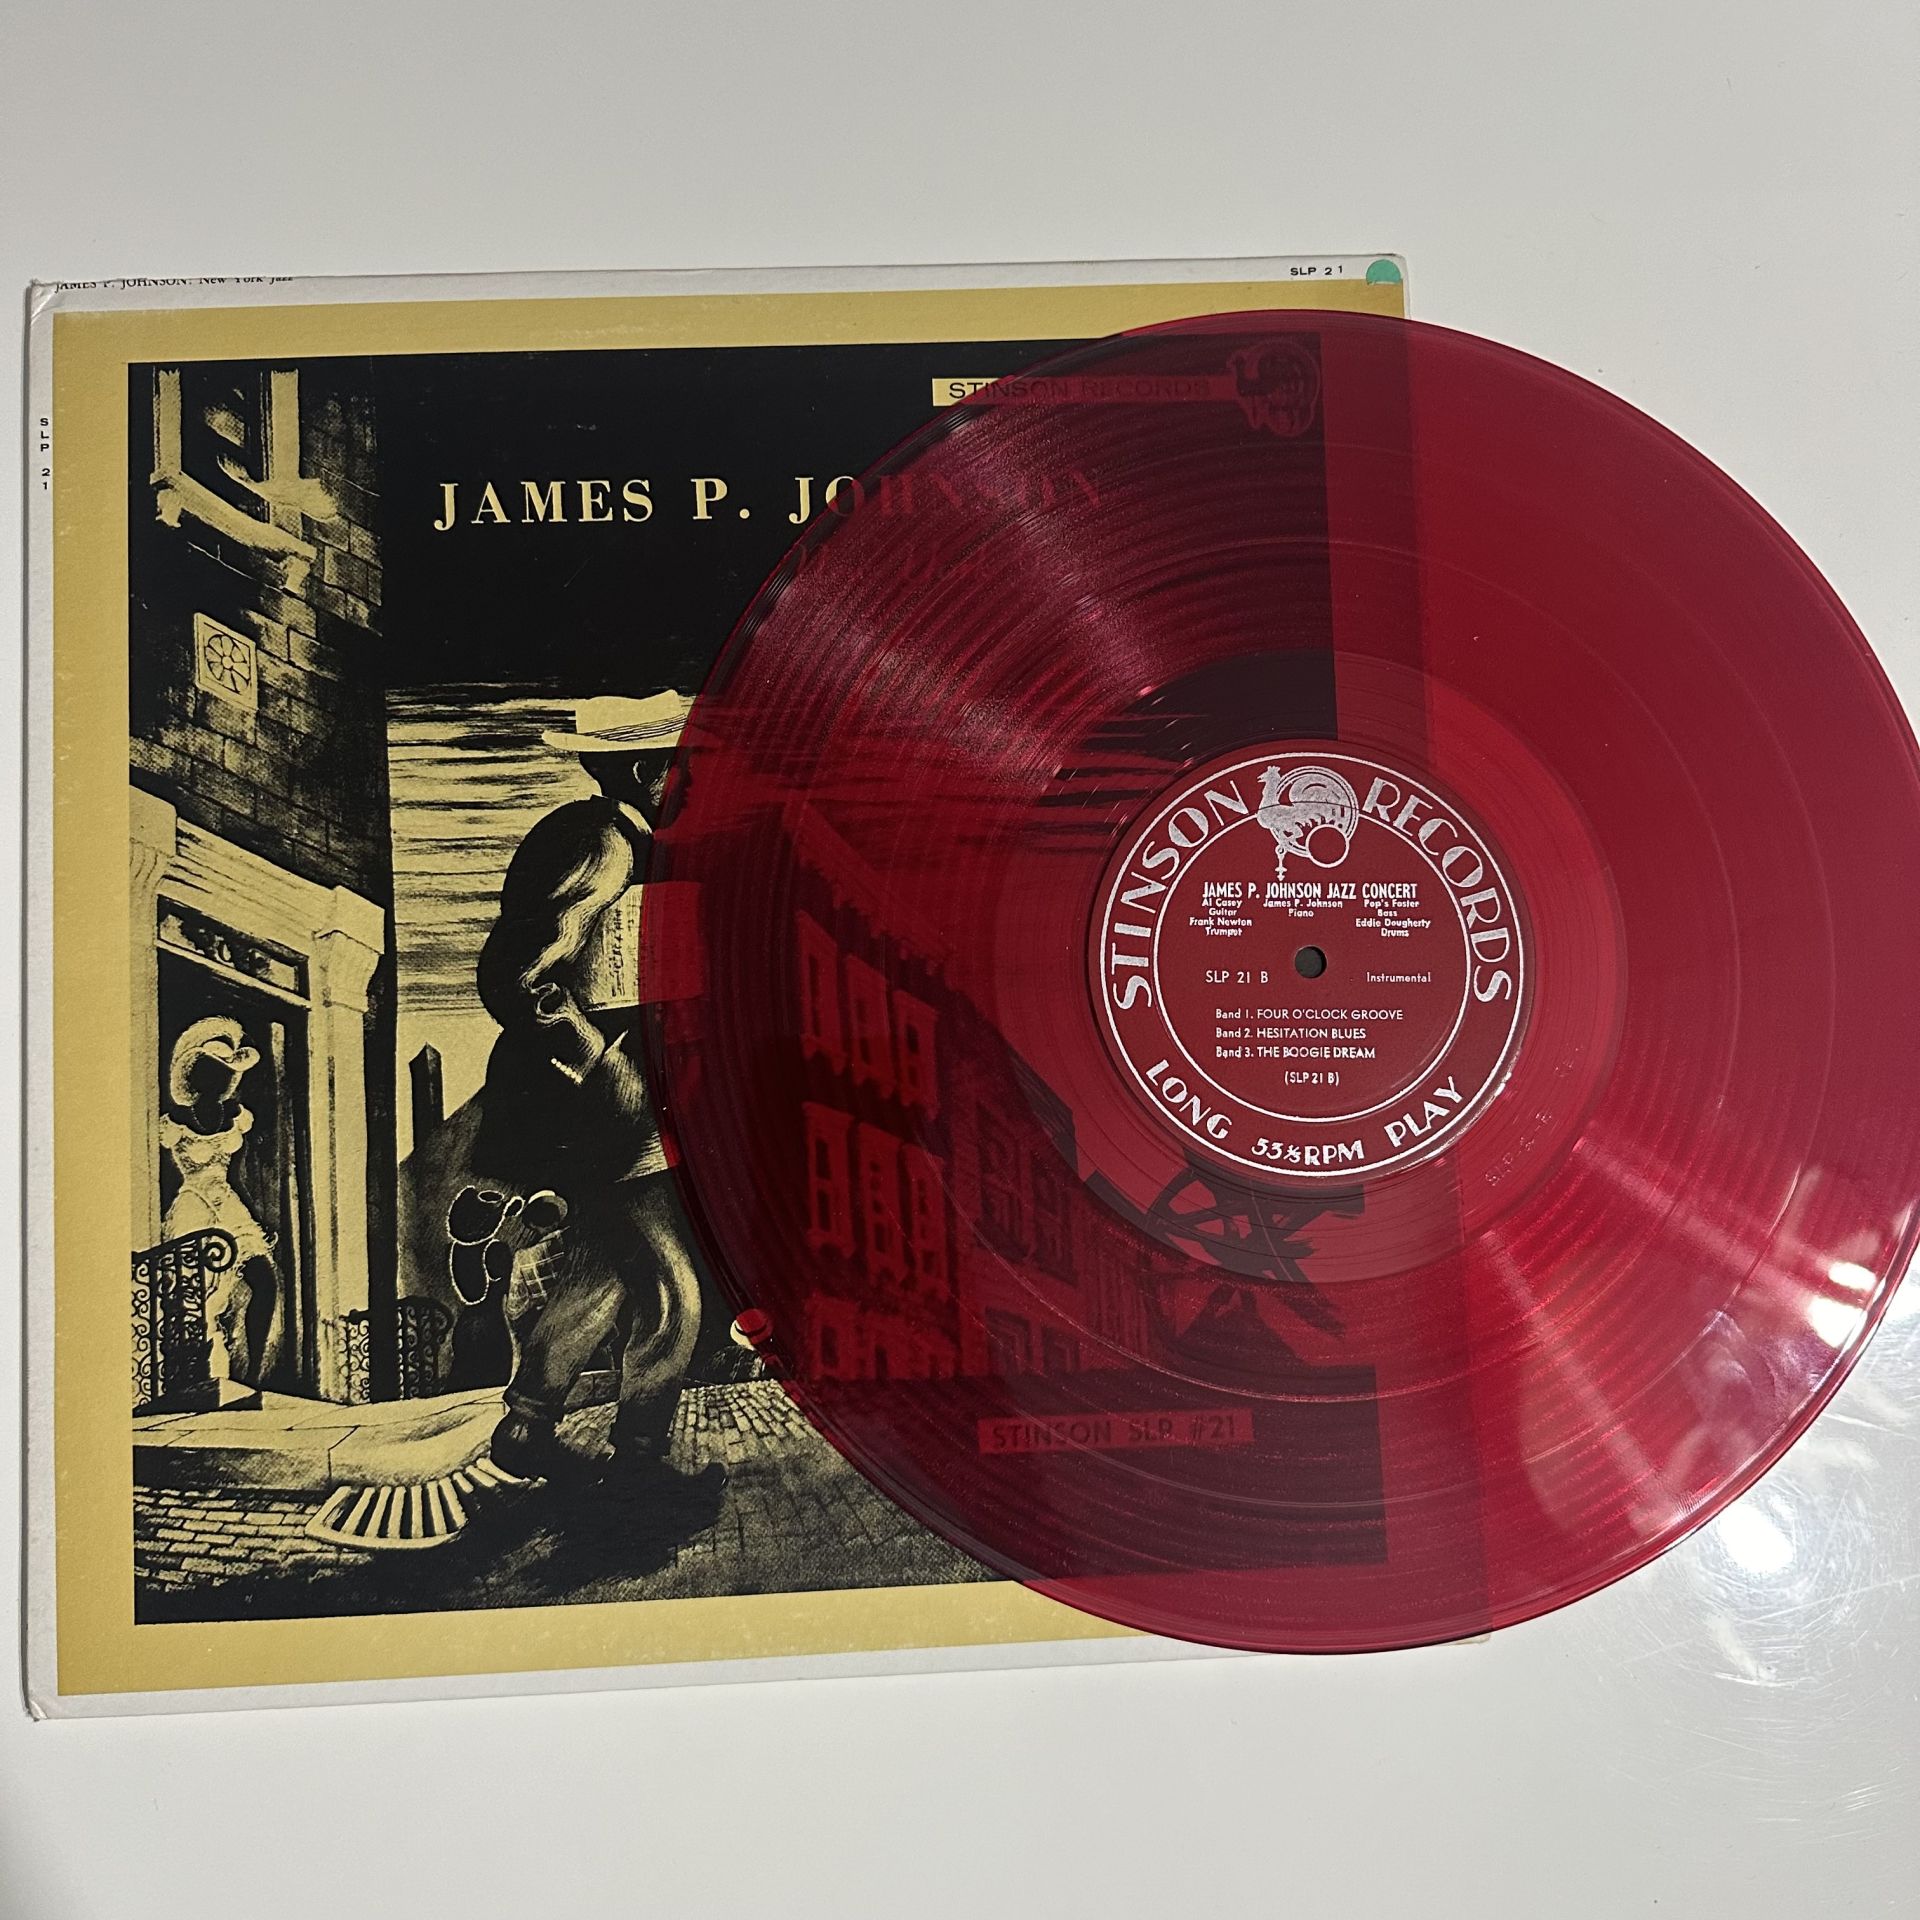 JAMES P. JOHNSON: New York Jazz
SLP 21
SLP 21
STINSON RECORDS
JAMES P. JOHNSON
STINSON RECORDS
JAMES P. JOHNSON JAZZ CONCERT
Al Casey James P. Johnson Pop's Foster
Guitar Piano Bass
Frank Newton Eddie Dougherty
Trumpet Drums
SLP 21 B Instrumental
Band 1. FOUR O'CLOCK GROOVE
Band 2. HESITATION BLUES
Band 3. THE BOOGIE DREAM
(SLP 21 B)
LONG 33⅓ RPM PLAY
STINSON SLP #21